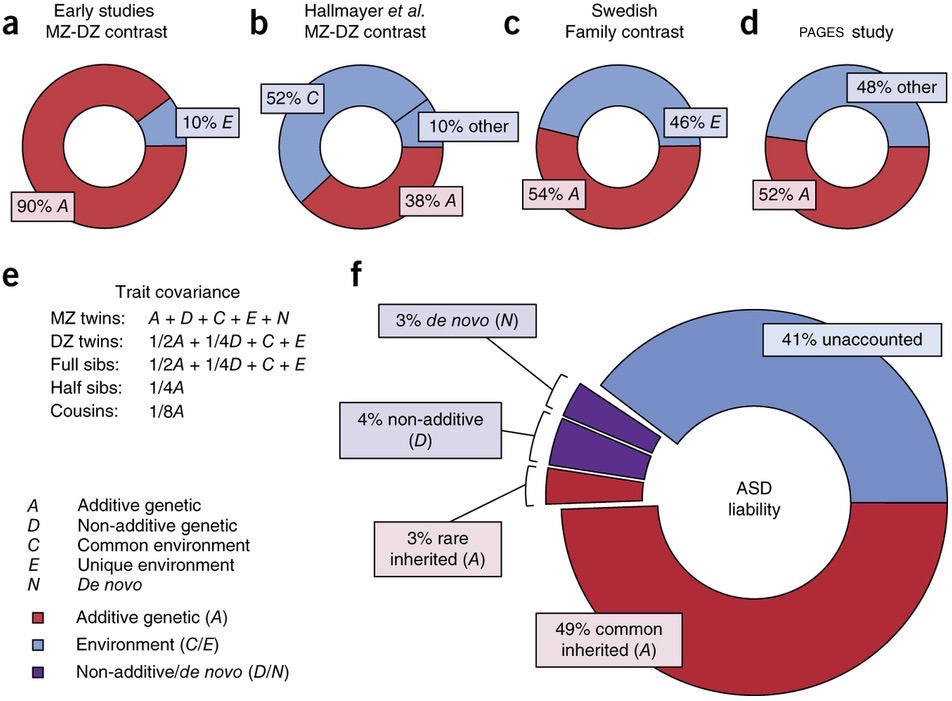 a
Early studies
MZ-DZ contrast
10% E
90% A
b
Hallmayer et al.
MZ-DZ contrast
52% C
10% other
38% A
c
Swedish
Family contrast
46% E
54% A
d
PAGES study
48% other
52% A
e
Trait covariance
MZ twins: A + D + C + E + N
DZ twins: 1/2A + 1/4D + C + E
Full sibs: 1/2A + 1/4D + C + E
Half sibs: 1/4A
Cousins: 1/8A
A Additive genetic
D Non-additive genetic
C Common environment
E Unique environment
N De novo
Additive genetic (A)
Environment (C/E)
Non-additive/de novo (D/N)
f
3% de novo (N)
4% non-additive
(D)
3% rare
inherited (A)
41% unaccounted
ASD
liability
49% common
inherited (A)